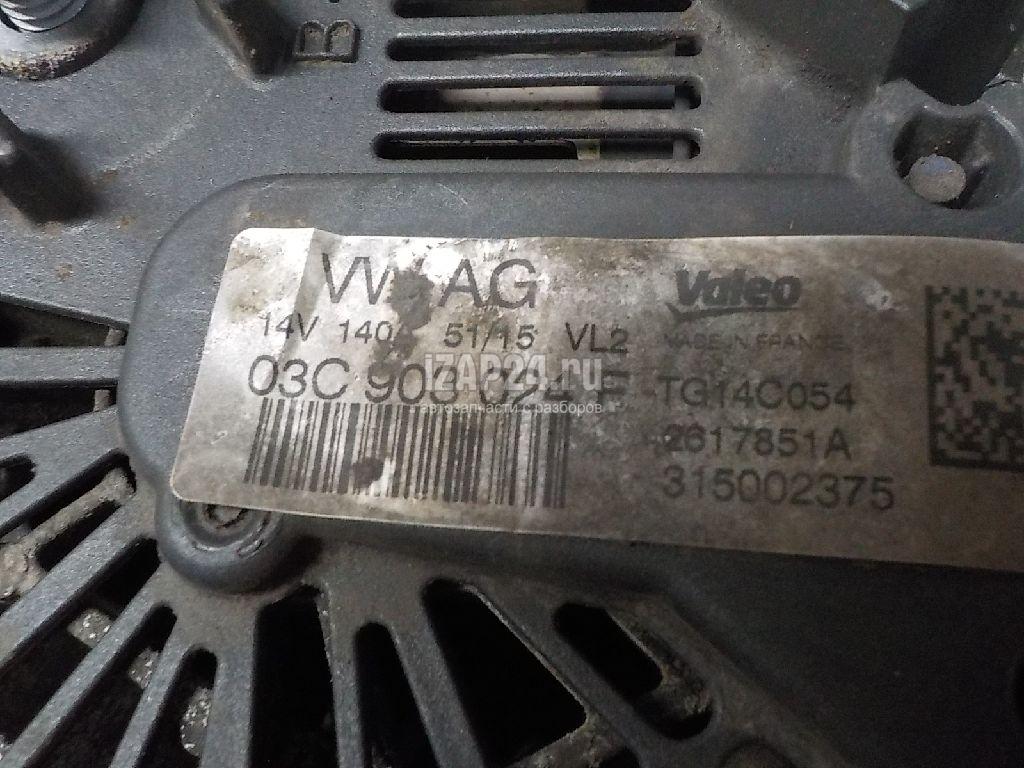 B
VW AG
Valeo
14V 140A 51/15 VL2
MADE IN FRANCE
iZAP24.ru
автозапчасти с разборов
03C 903
TG14C054
2617851A
315002375